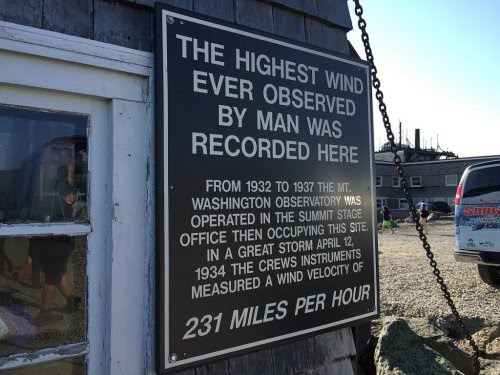 THE HIGHEST WIND
EVER OBSERVED
BY MAN WAS
RECORDED HERE
FROM 1932 TO 1937 THE MT.
WASHINGTON OBSERVATORY WAS
OPERATED IN THE SUMMIT STAGE
OFFICE THEN OCCUPYING THIS SITE.
IN A GREAT STORM APRIL 12,
1934 THE CREWS INSTRUMENTS
MEASURED A WIND VELOCITY OF
231 MILES PER HOUR